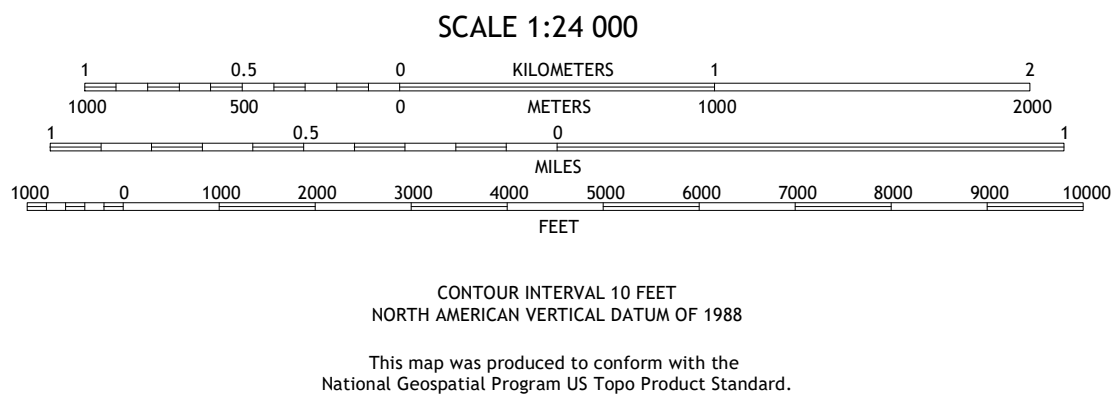 SCALE 1:24 000
1 0.5 0 KILOMETERS 1 2
1000 500 0 METERS 1000 2000
1 0.5 0 1
MILES
1000 0 1000 2000 3000 4000 5000 6000 7000 8000 9000 10000
FEET
CONTOUR INTERVAL 10 FEET
NORTH AMERICAN VERTICAL DATUM OF 1988
This map was produced to conform with the
National Geospatial Program US Topo Product Standard.